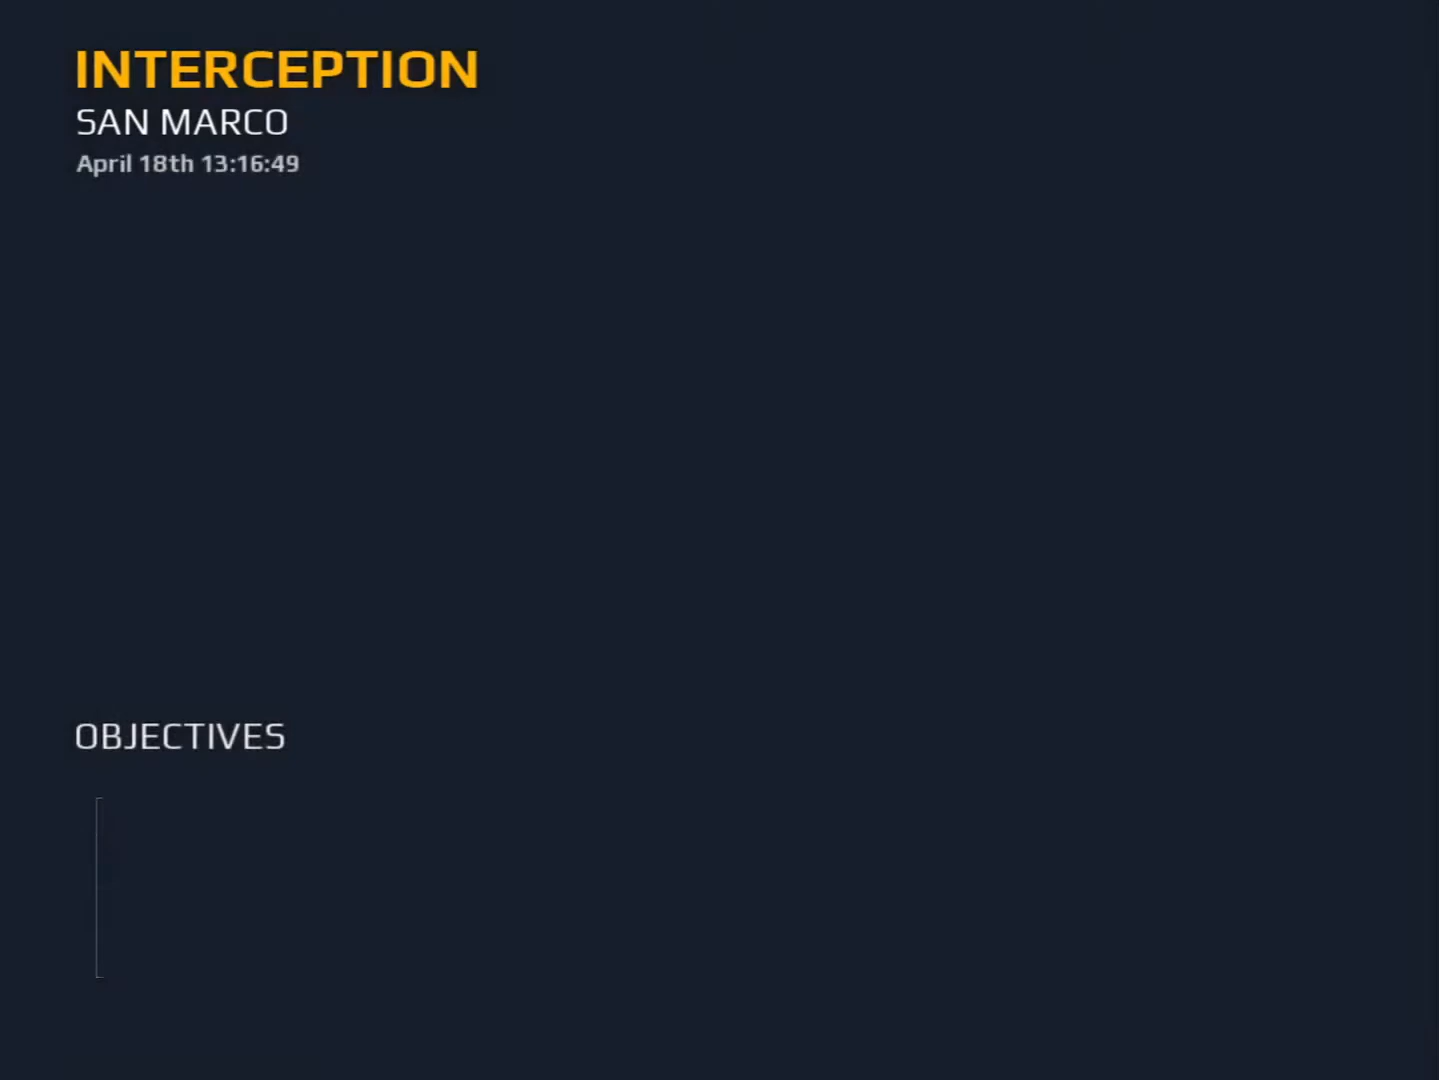 INTERCEPTION
SAN MARCO
April 18th 13:16:49
OBJECTIVES